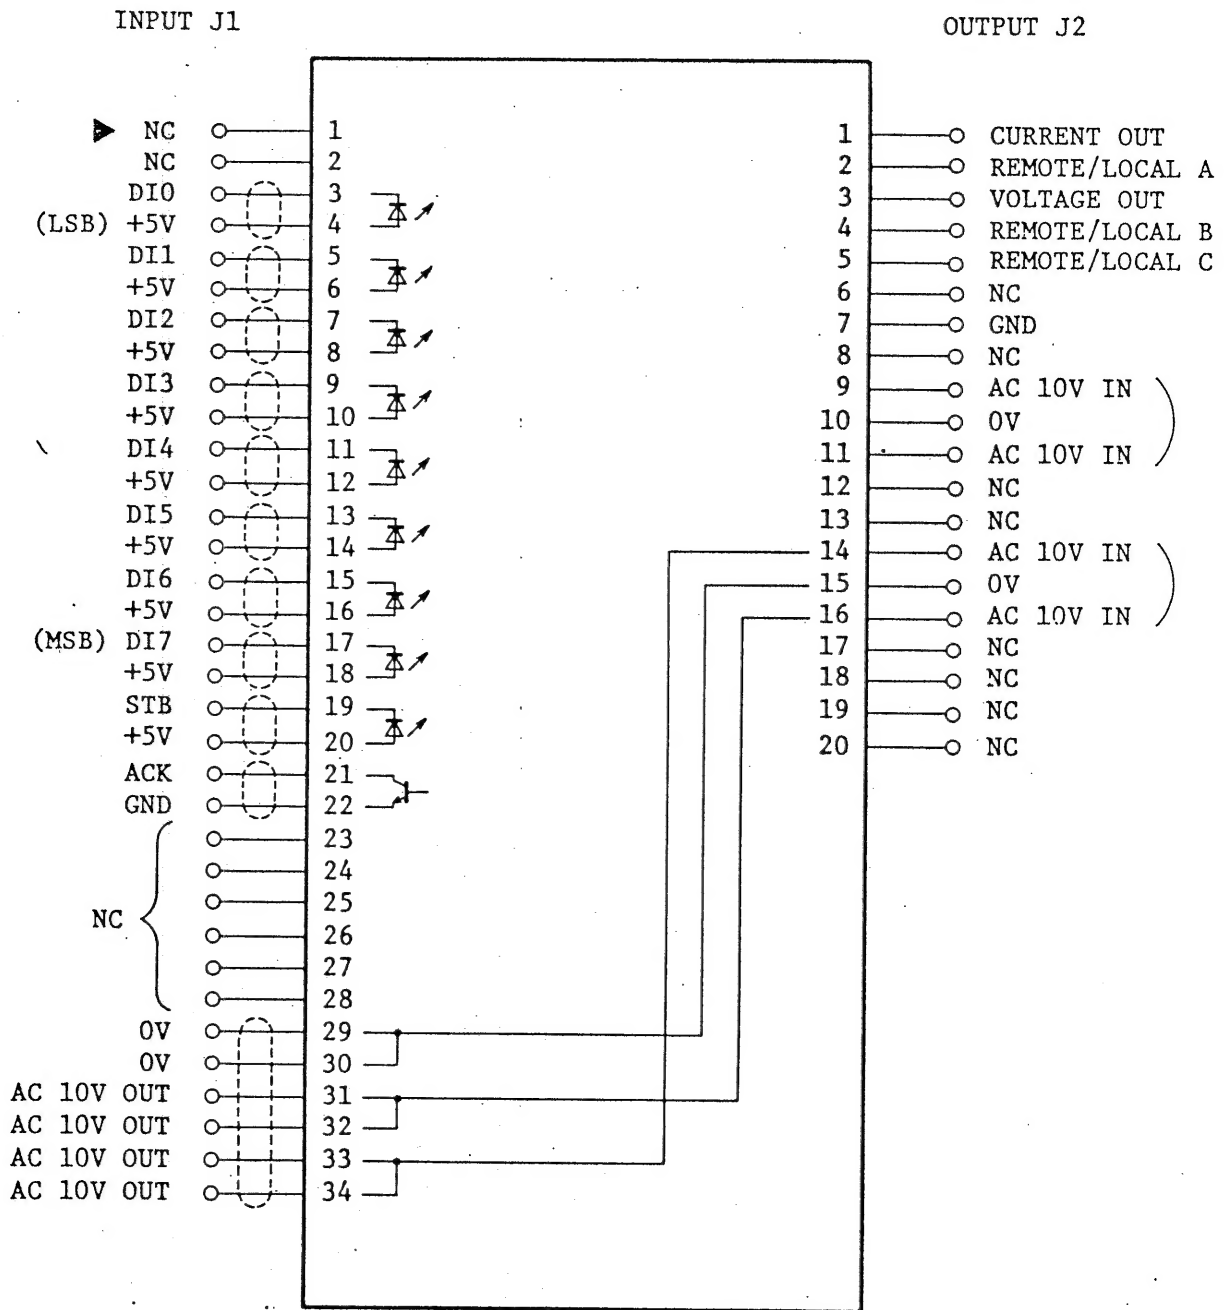 INPUT J1
OUTPUT J2
NC 1
NC 2
DI0 3
(LSB) +5V 4
DI1 5
+5V 6
DI2 7
+5V 8
DI3 9
+5V 10
DI4 11
+5V 12
DI5 13
+5V 14
DI6 15
+5V 16
(MSB) DI7 17
+5V 18
STB 19
+5V 20
ACK 21
GND 22
23
24
25
NC
26
27
28
0V 29
0V 30
AC 10V OUT 31
AC 10V OUT 32
AC 10V OUT 33
AC 10V OUT 34
1 CURRENT OUT
2 REMOTE/LOCAL A
3 VOLTAGE OUT
4 REMOTE/LOCAL B
5 REMOTE/LOCAL C
6 NC
7 GND
8 NC
9 AC 10V IN
10 0V
11 AC 10V IN
12 NC
13 NC
14 AC 10V IN
15 0V
16 AC 10V IN
17 NC
18 NC
19 NC
20 NC